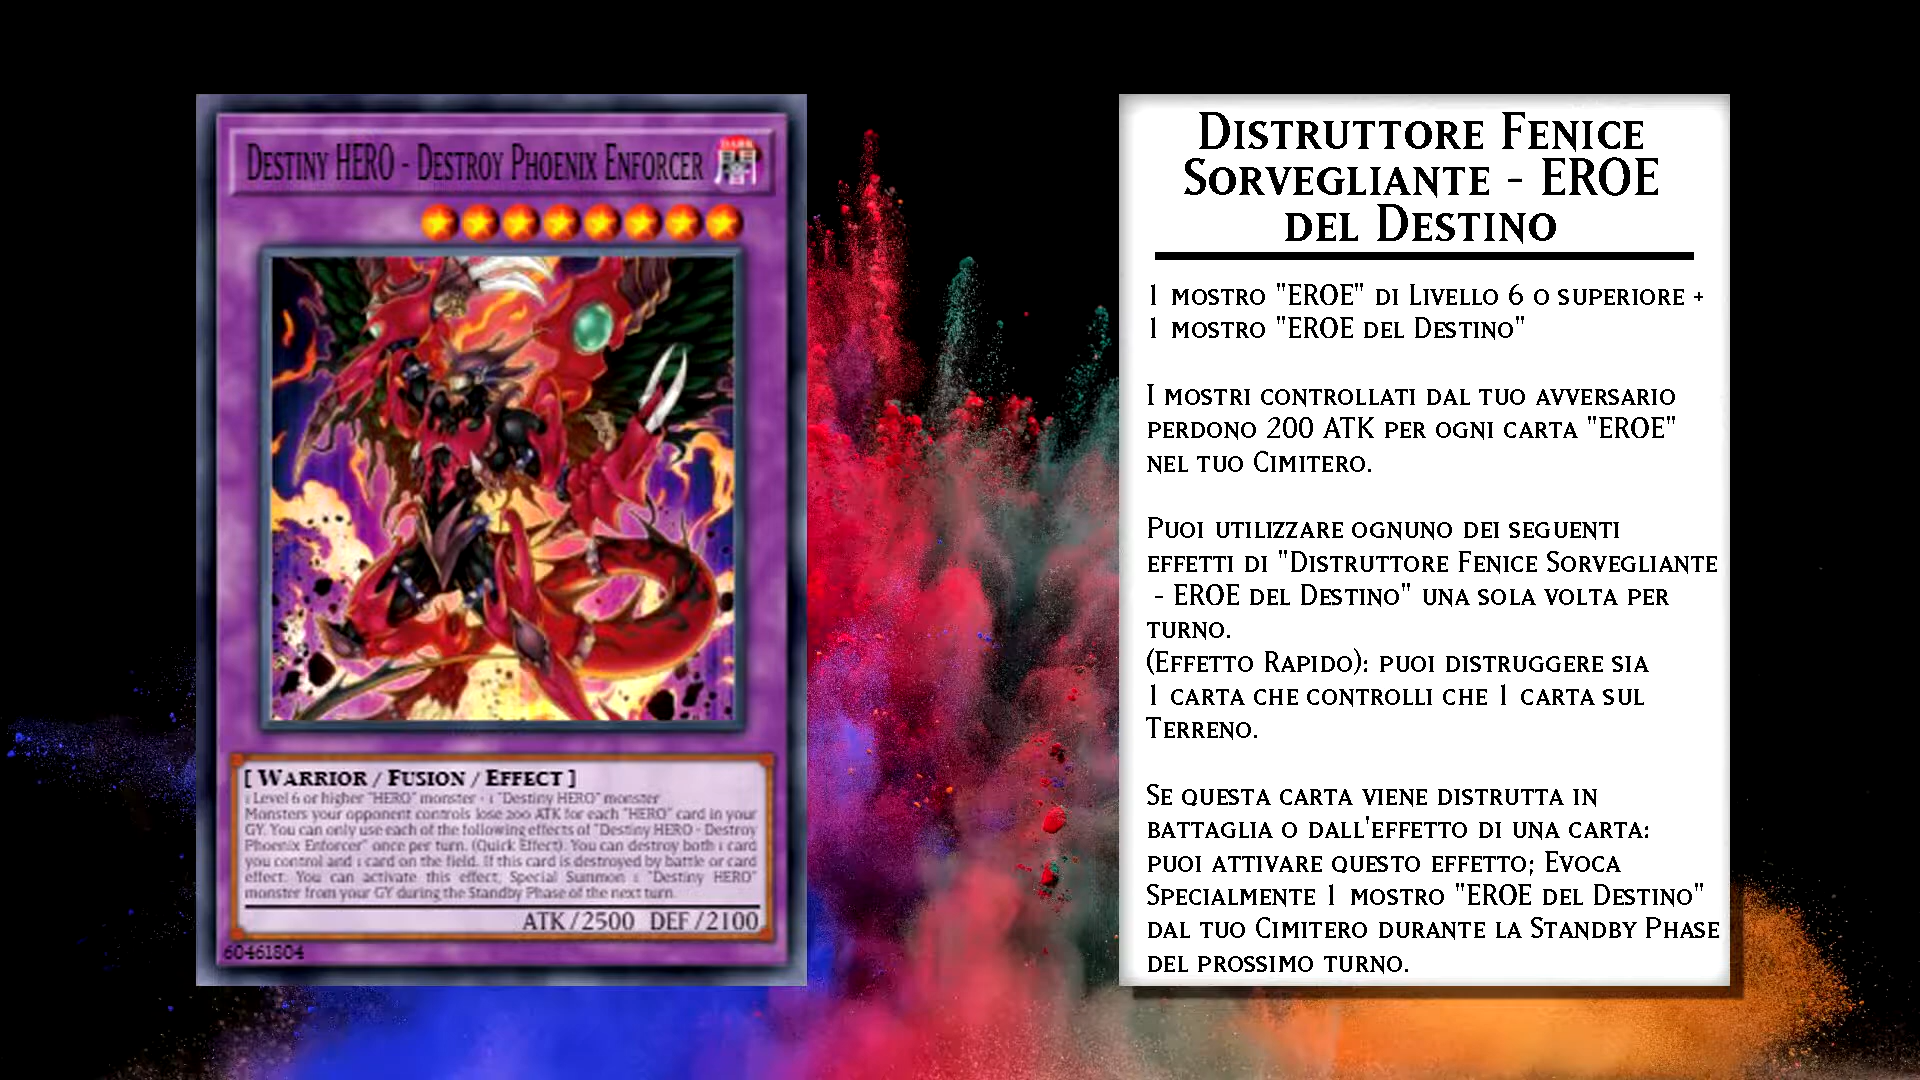 Destiny HERO - Destroy Phoenix Enforcer
DARK
闇
[ Warrior / Fusion / Effect ]
1 Level 6 or higher "HERO" monster + 1 "Destiny HERO" monster
Monsters your opponent controls lose 200 ATK for each "HERO" card in your
GY. You can only use each of the following effects of "Destiny HERO - Destroy
Phoenix Enforcer" once per turn. (Quick Effect): You can destroy both 1 card
you control and 1 card on the field. If this card is destroyed by battle or card
effect: You can activate this effect; Special Summon 1 "Destiny HERO"
monster from your GY during the Standby Phase of the next turn.
ATK/2500 DEF/2100
60461804
Distruttore Fenice
Sorvegliante - EROE
del Destino
1 mostro "EROE" di Livello 6 o superiore +
1 mostro "EROE del Destino"
I mostri controllati dal tuo avversario
perdono 200 ATK per ogni carta "EROE"
nel tuo Cimitero.
Puoi utilizzare ognuno dei seguenti
effetti di "Distruttore Fenice Sorvegliante
- EROE del Destino" una sola volta per
turno.
(Effetto Rapido): puoi distruggere sia
1 carta che controlli che 1 carta sul
Terreno.
Se questa carta viene distrutta in
battaglia o dall'effetto di una carta:
puoi attivare questo effetto; Evoca
Specialmente 1 mostro "EROE del Destino"
dal tuo Cimitero durante la Standby Phase
del prossimo turno.